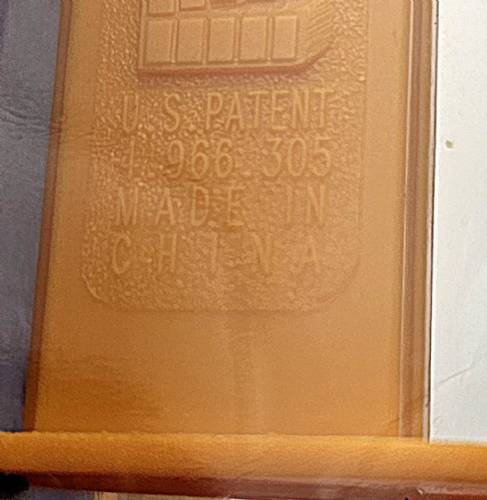 U.S. PATENT
4,966,305
MADE IN
CHINA